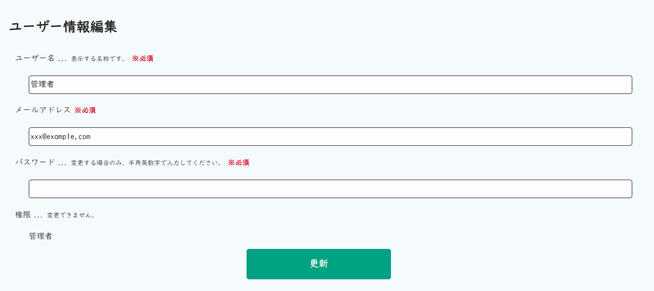 ユーザー情報編集
ユーザー名 ... 表示する名称です。 ※必須
管理者
メールアドレス ※必須
xxx@example.com
パスワード ... 変更する場合のみ、半角英数字で入力してください。 ※必須
権限 ... 変更できません。
管理者
更新